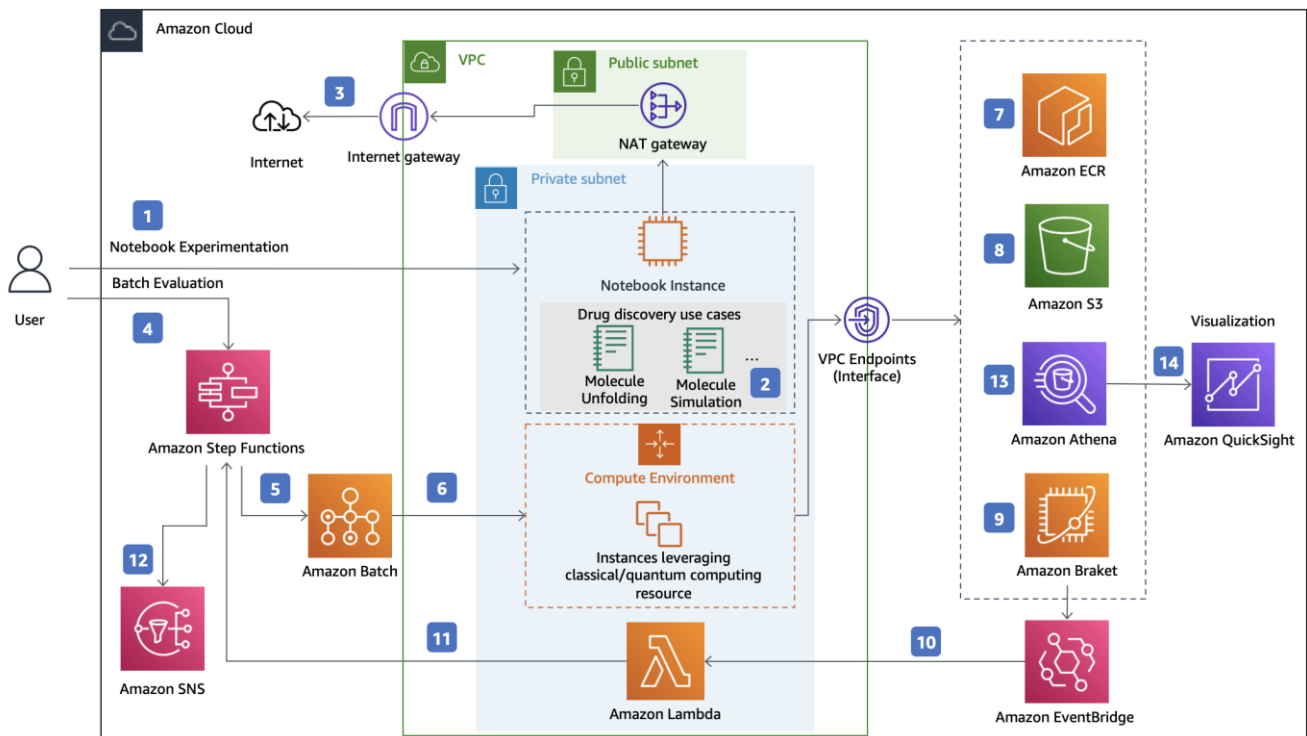 Amazon Cloud
VPC
Public subnet
3
7
Internet
Internet gateway
NAT gateway
Amazon ECR
Private subnet
1
Notebook Experimentation
8
Batch Evaluation
Notebook Instance
User
Drug discovery use cases
Amazon S3
4
...
Visualization
VPC Endpoints
(Interface)
Molecule
Unfolding
Molecule
Simulation
2
13
14
Amazon Step Functions
Amazon Athena
Amazon QuickSight
Compute Environment
5
6
9
Instances leveraging
classical/quantum computing
resource
12
Amazon Batch
Amazon Braket
11
10
Amazon SNS
Amazon Lambda
Amazon EventBridge